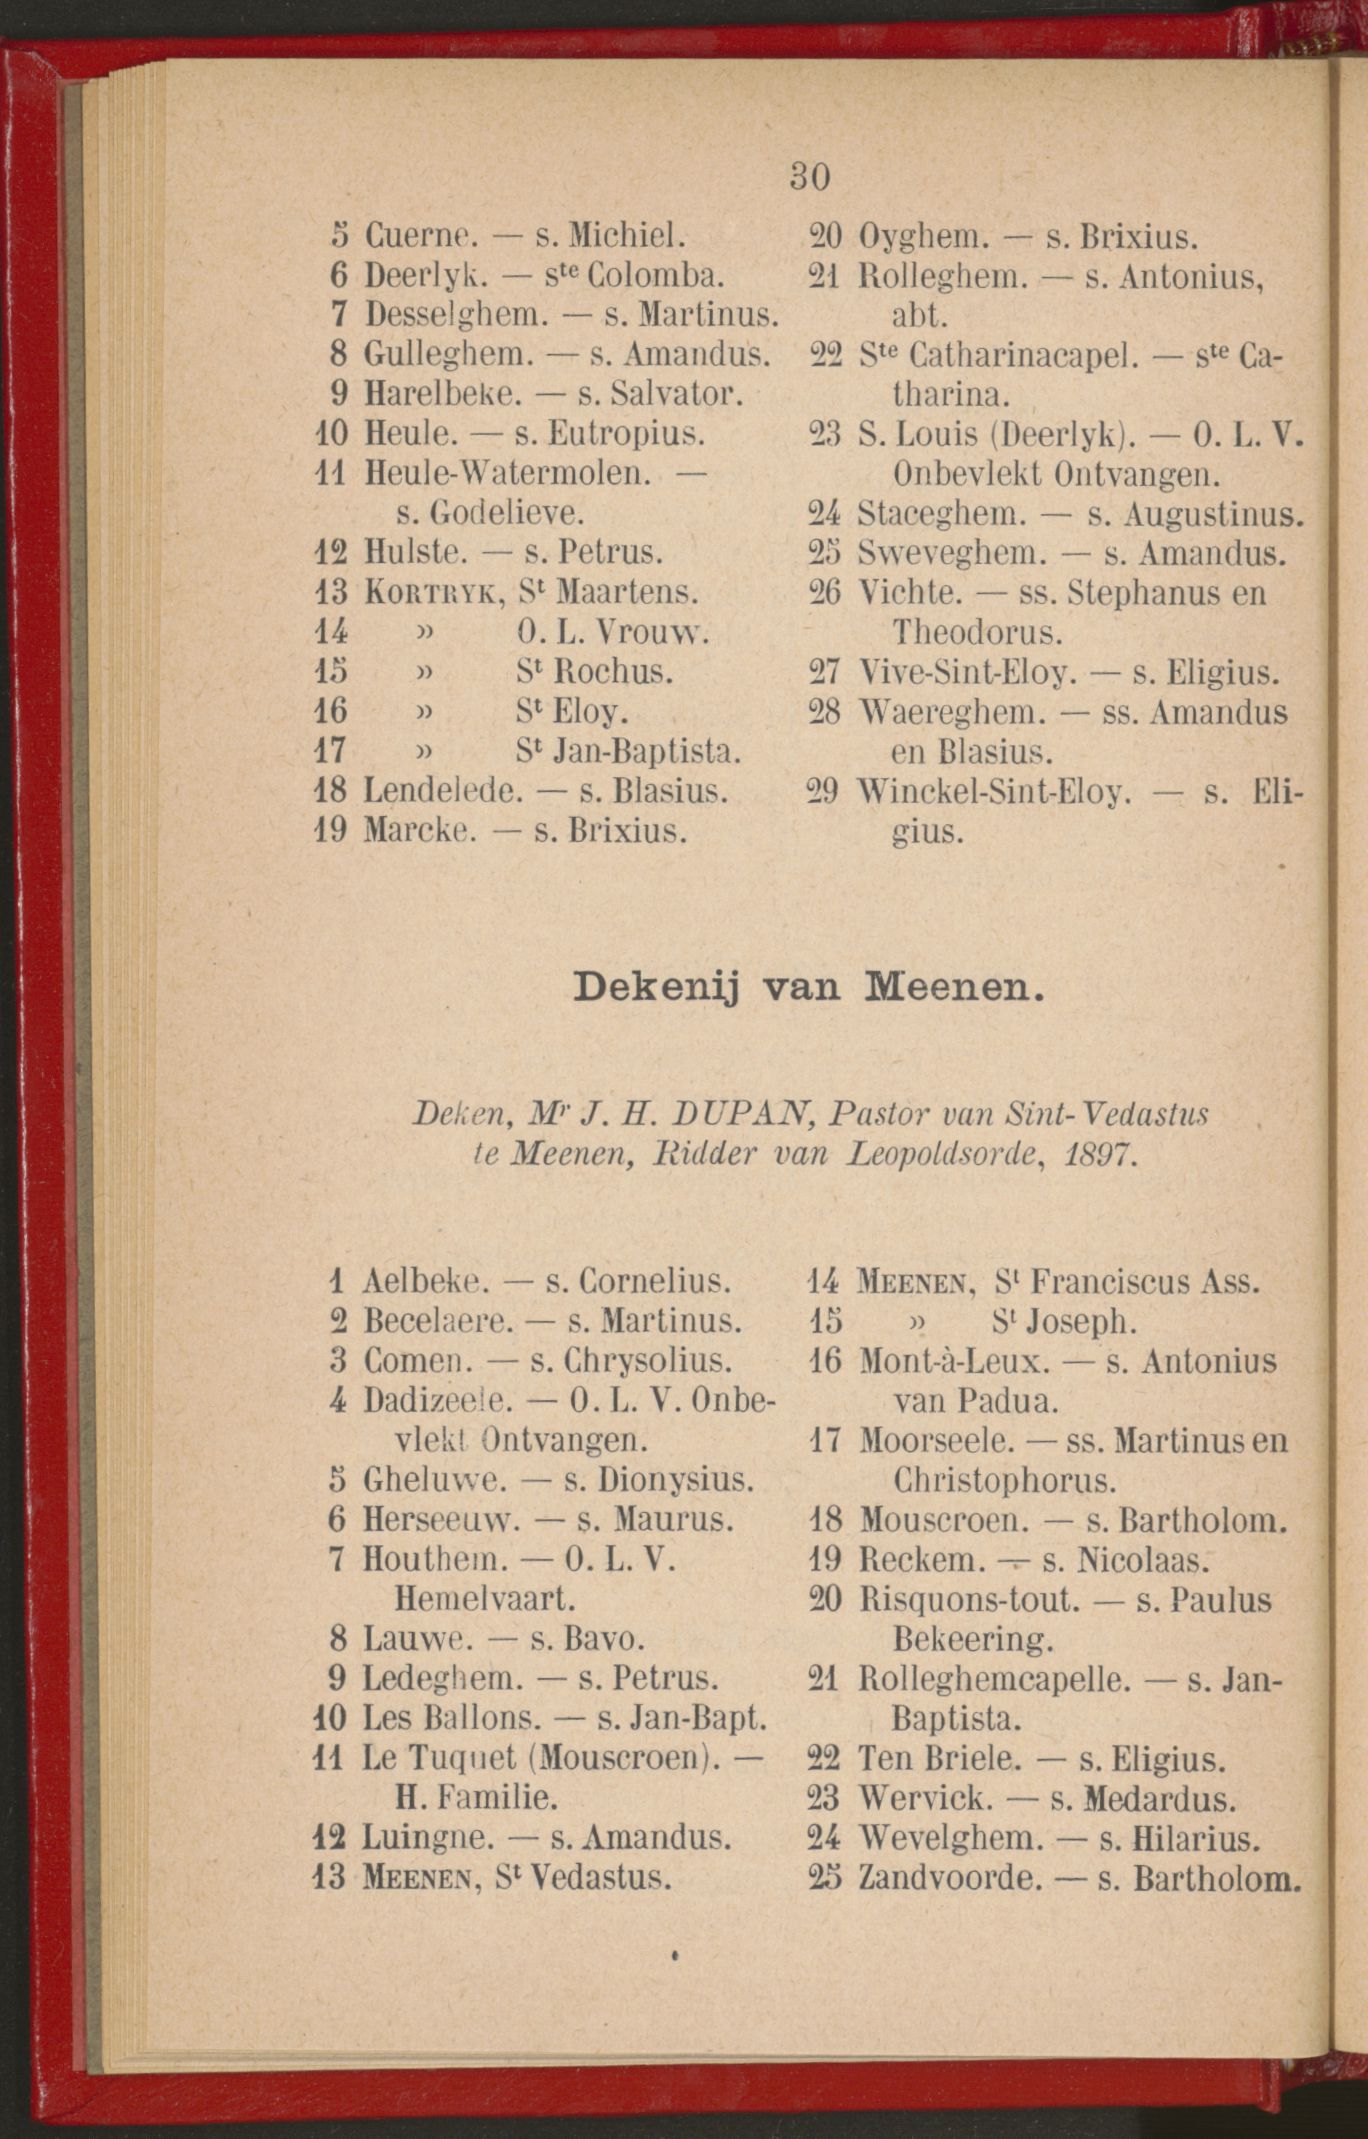 30
5 Cuerne. — s. Michiel.
6 Deerlyk. — ste Colomba.
7 Desselghem. — s. Martinus.
8 Gulleghem. — s. Amandus.
9 Harelbeke. — s. Salvator.
10 Heule. — s. Eutropius.
11 Heule-Watermolen. —
s. Godelieve.
12 Hulste. — s. Petrus.
13 KORTRYK, St Maartens.
14 » O. L. Vrouw.
15 » St Rochus.
16 » St Eloy.
17 » St Jan-Baptista.
18 Lendelede. — s. Blasius.
19 Marcke. — s. Brixius.
20 Oyghem. — s. Brixius.
21 Rolleghem. — s. Antonius,
abt.
22 Ste Catharinacapel. — ste Ca-
tharina.
23 S. Louis (Deerlyk). — O. L. V.
Onbevlekt Ontvangen.
24 Staceghem. — s. Augustinus.
25 Sweveghem. — s. Amandus.
26 Vichte. — ss. Stephanus en
Theodorus.
27 Vive-Sint-Eloy. — s. Eligius.
28 Waereghem. — ss. Amandus
en Blasius.
29 Winckel-Sint-Eloy. — s. Eli-
gius.
Dekenij van Meenen.
Deken, Mr J. H. DUPAN, Pastor van Sint-Vedastus
te Meenen, Ridder van Leopoldsorde, 1897.
1 Aelbeke. — s. Cornelius.
2 Becelaere. — s. Martinus.
3 Comen. — s. Chrysolius.
4 Dadizeele. — O. L. V. Onbe-
vlekt Ontvangen.
5 Gheluwe. — s. Dionysius.
6 Herseeuw. — s. Maurus.
7 Houthem. — O. L. V.
Hemelvaart.
8 Lauwe. — s. Bavo.
9 Ledeghem. — s. Petrus.
10 Les Ballons. — s. Jan-Bapt.
11 Le Tuquet (Mouscroen). —
H. Familie.
12 Luingne. — s. Amandus.
13 MEENEN, St Vedastus.
14 MEENEN, St Franciscus Ass.
15 » St Joseph.
16 Mont-à-Leux. — s. Antonius
van Padua.
17 Moorseele. — ss. Martinus en
Christophorus.
18 Mouscroen. — s. Bartholom.
19 Reckem. — s. Nicolaas.
20 Risquons-tout. — s. Paulus
Bekeering.
21 Rolleghemcapelle. — s. Jan-
Baptista.
22 Ten Briele. — s. Eligius.
23 Wervick. — s. Medardus.
24 Wevelghem. — s. Hilarius.
25 Zandvoorde. — s. Bartholom.